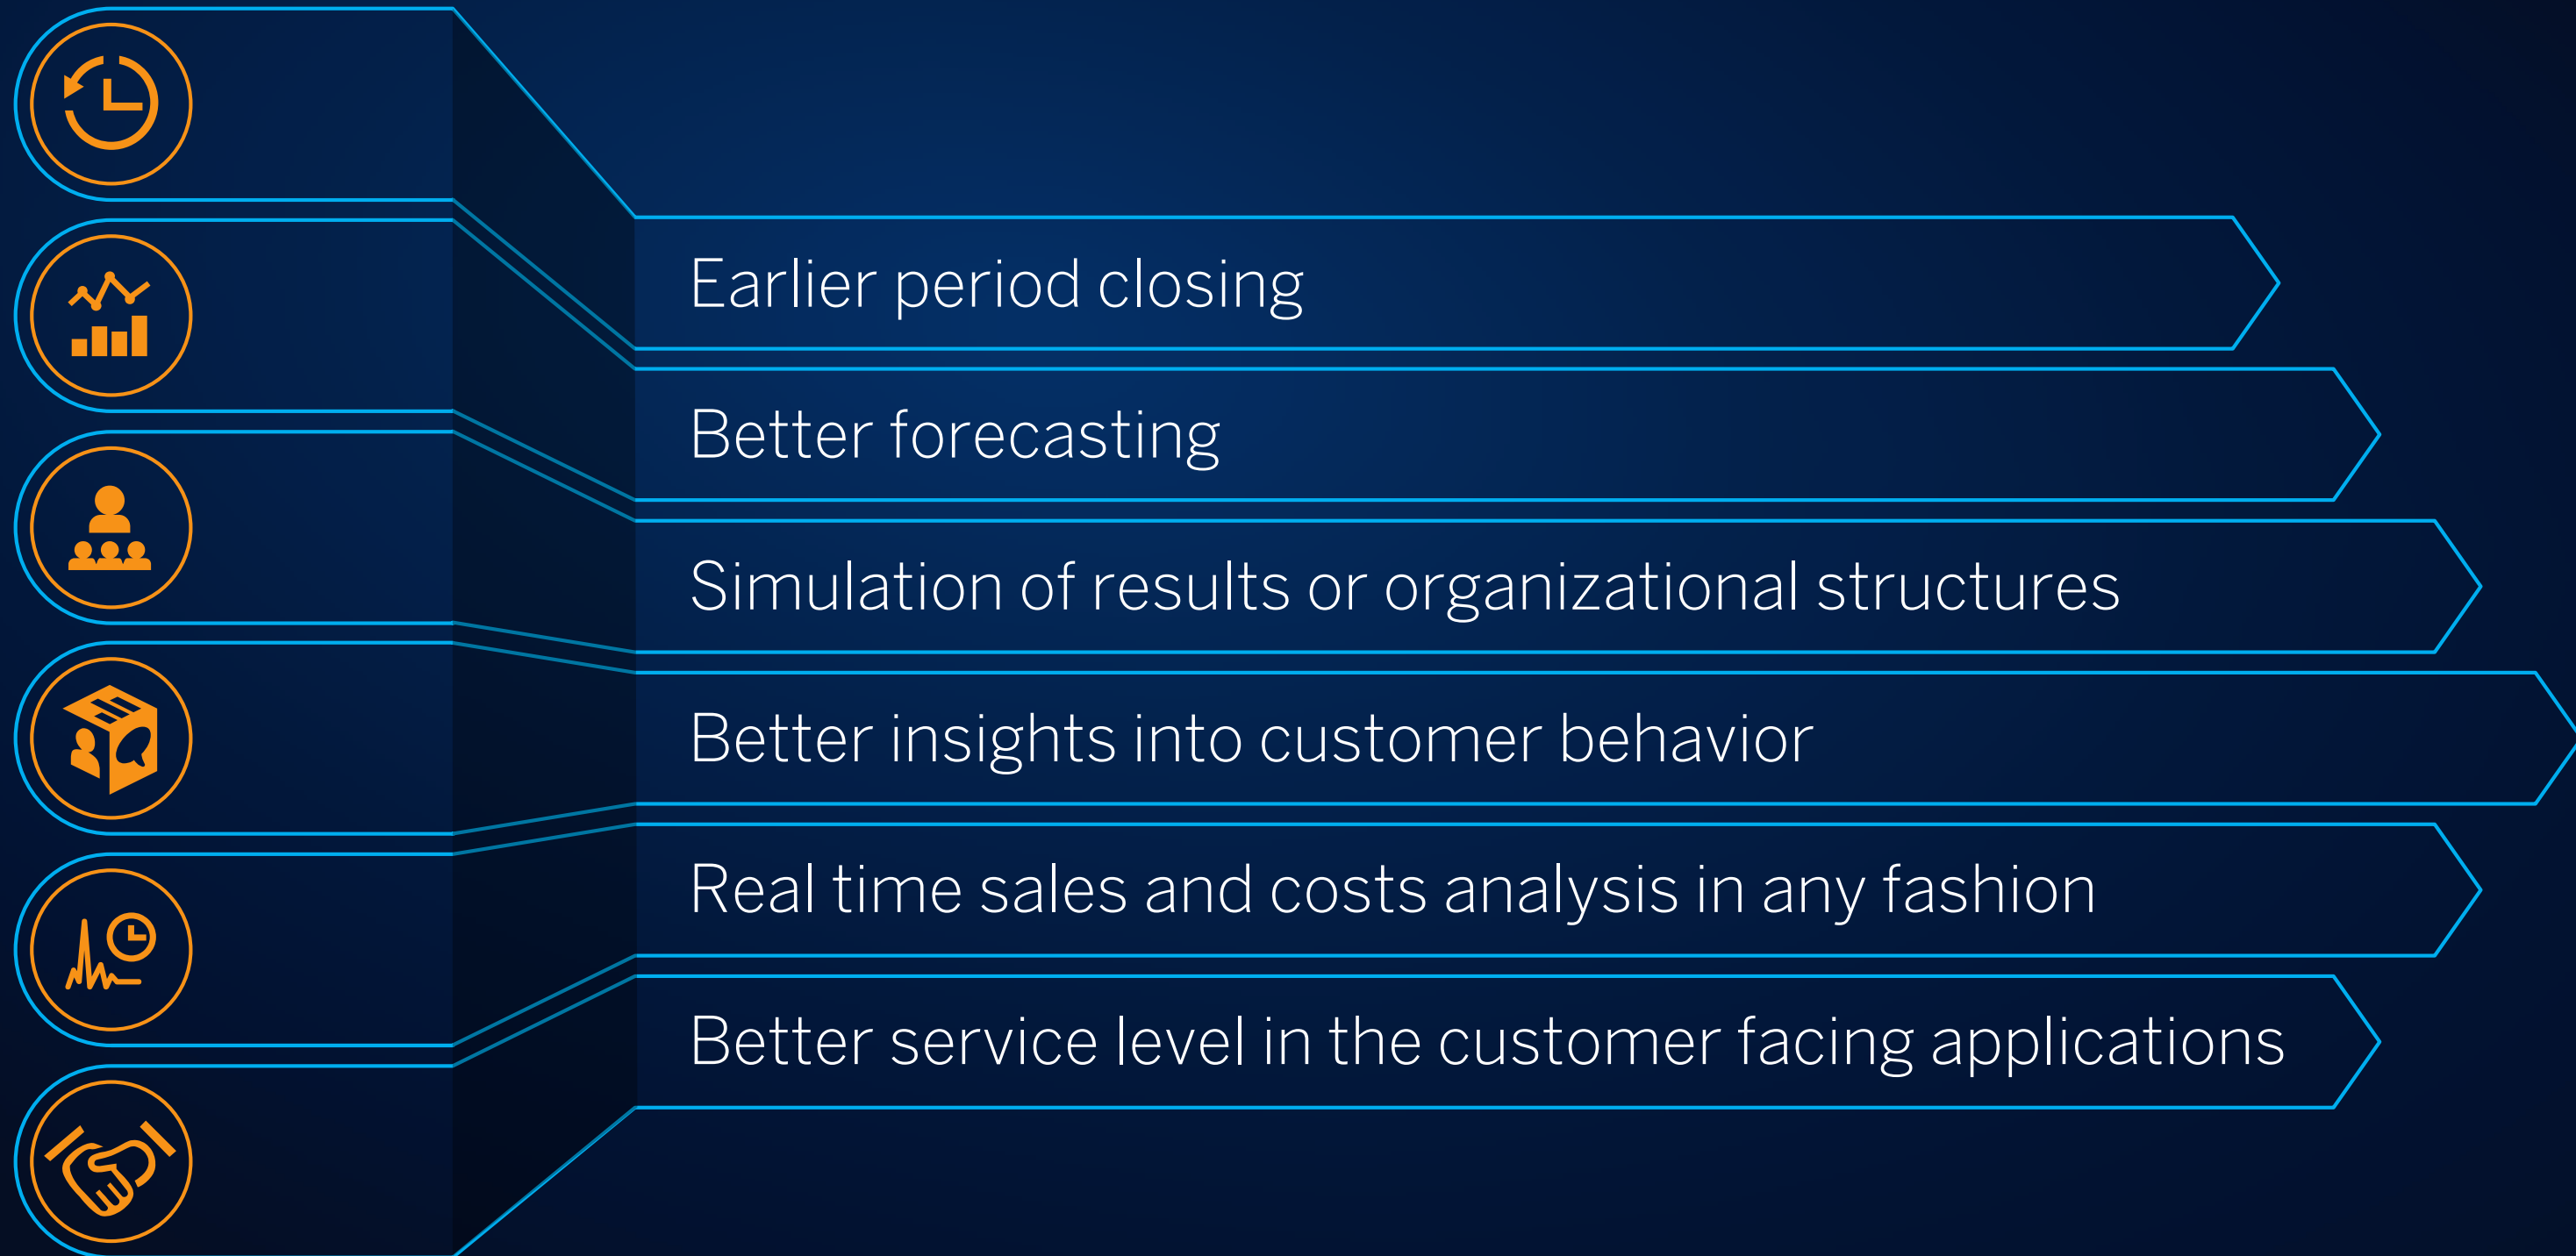 Earlier period closing
Better forecasting
Simulation of results or organizational structures
Better insights into customer behavior
Real time sales and costs analysis in any fashion
Better service level in the customer facing applications